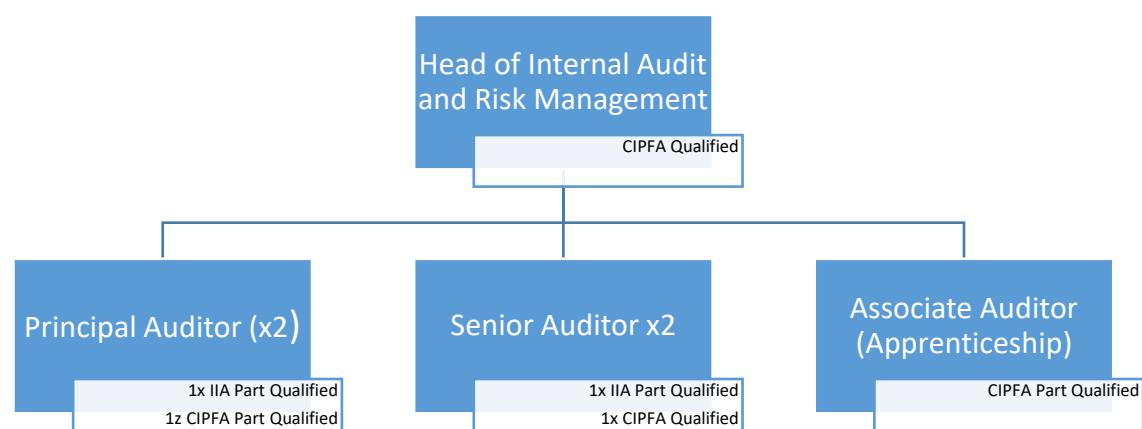 Head of Internal Audit
and Risk Management
CIPFA Qualified
Principal Auditor (x2)
1x IIA Part Qualified
1z CIPFA Part Qualified
Senior Auditor x2
1x IIA Part Qualified
1x CIPFA Qualified
Associate Auditor
(Apprenticeship)
CIPFA Part Qualified